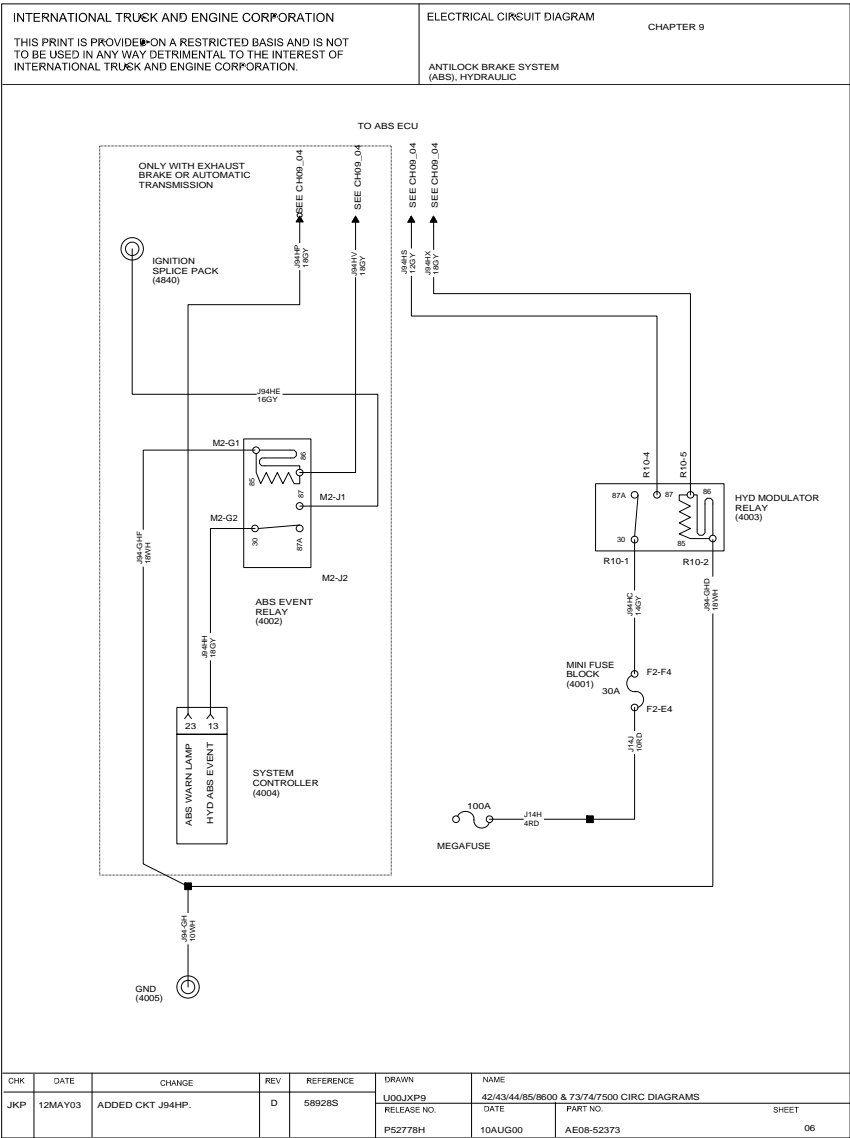 INTERNATIONAL TRUCK AND ENGINE CORPORATION
THIS PRINT IS PROVIDED ON A RESTRICTED BASIS AND IS NOT
TO BE USED IN ANY WAY DETRIMENTAL TO THE INTEREST OF
INTERNATIONAL TRUCK AND ENGINE CORPORATION.
ELECTRICAL CIRCUIT DIAGRAM
CHAPTER 9
ANTILOCK BRAKE SYSTEM
(ABS), HYDRAULIC
TO ABS ECU
ONLY WITH EXHAUST
BRAKE OR AUTOMATIC
TRANSMISSION
SEE CH09_04
SEE CH09_04
SEE CH09_04
SEE CH09_04
IGNITION
SPLICE PACK
(4840)
J94HP
18GY
J94HV
18GY
J94HS
12GY
J94HX
18GY
J94HE
16GY
M2-G1
86
85
87
M2-J1
M2-G2
30
87A
M2-J2
ABS EVENT
RELAY
(4002)
J94-GHF
18WH
J94HH
18GY
R10-4
R10-5
87A
87
86
30
85
HYD MODULATOR
RELAY
(4003)
R10-1
R10-2
J94HC
14GY
J94-GHD
18WH
MINI FUSE
BLOCK
(4001)
30A
F2-F4
F2-E4
J14J
10RD
23
13
ABS WARN LAMP
HYD ABS EVENT
SYSTEM
CONTROLLER
(4004)
100A
J14H
4RD
MEGAFUSE
J94-GH
10WH
GND
(4005)
CHK DATE CHANGE REV REFERENCE DRAWN NAME
JKP 12MAY03 ADDED CKT J94HP. D 58928S U00JXP9 42/43/44/85/8600 & 73/74/7500 CIRC DIAGRAMS
RELEASE NO. DATE PART NO. SHEET
P52778H 10AUG00 AE08-52373 06